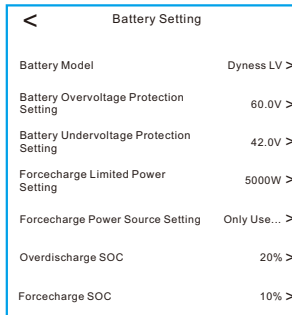 < Battery Setting
Battery Model Dyness LV >
Battery Overvoltage Protection
Setting 60.0V >
Battery Undervoltage Protection
Setting 42.0V >
Forcecharge Limited Power
Setting 5000W >
Forcecharge Power Source Setting Only Use... >
Overdischarge SOC 20% >
Forcecharge SOC 10% >